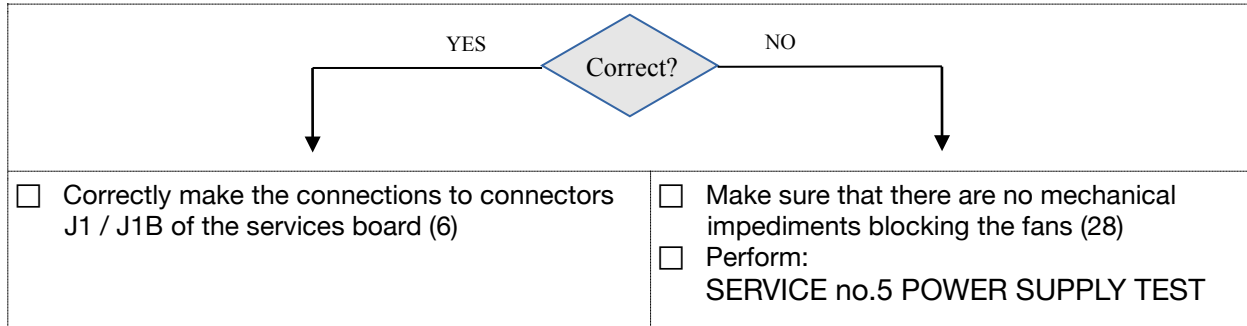 YES
NO
Correct?
☐ Correctly make the connections to connectors
J1 / J1B of the services board (6)
☐ Make sure that there are no mechanical
impediments blocking the fans (28)
☐ Perform:
SERVICE no.5 POWER SUPPLY TEST